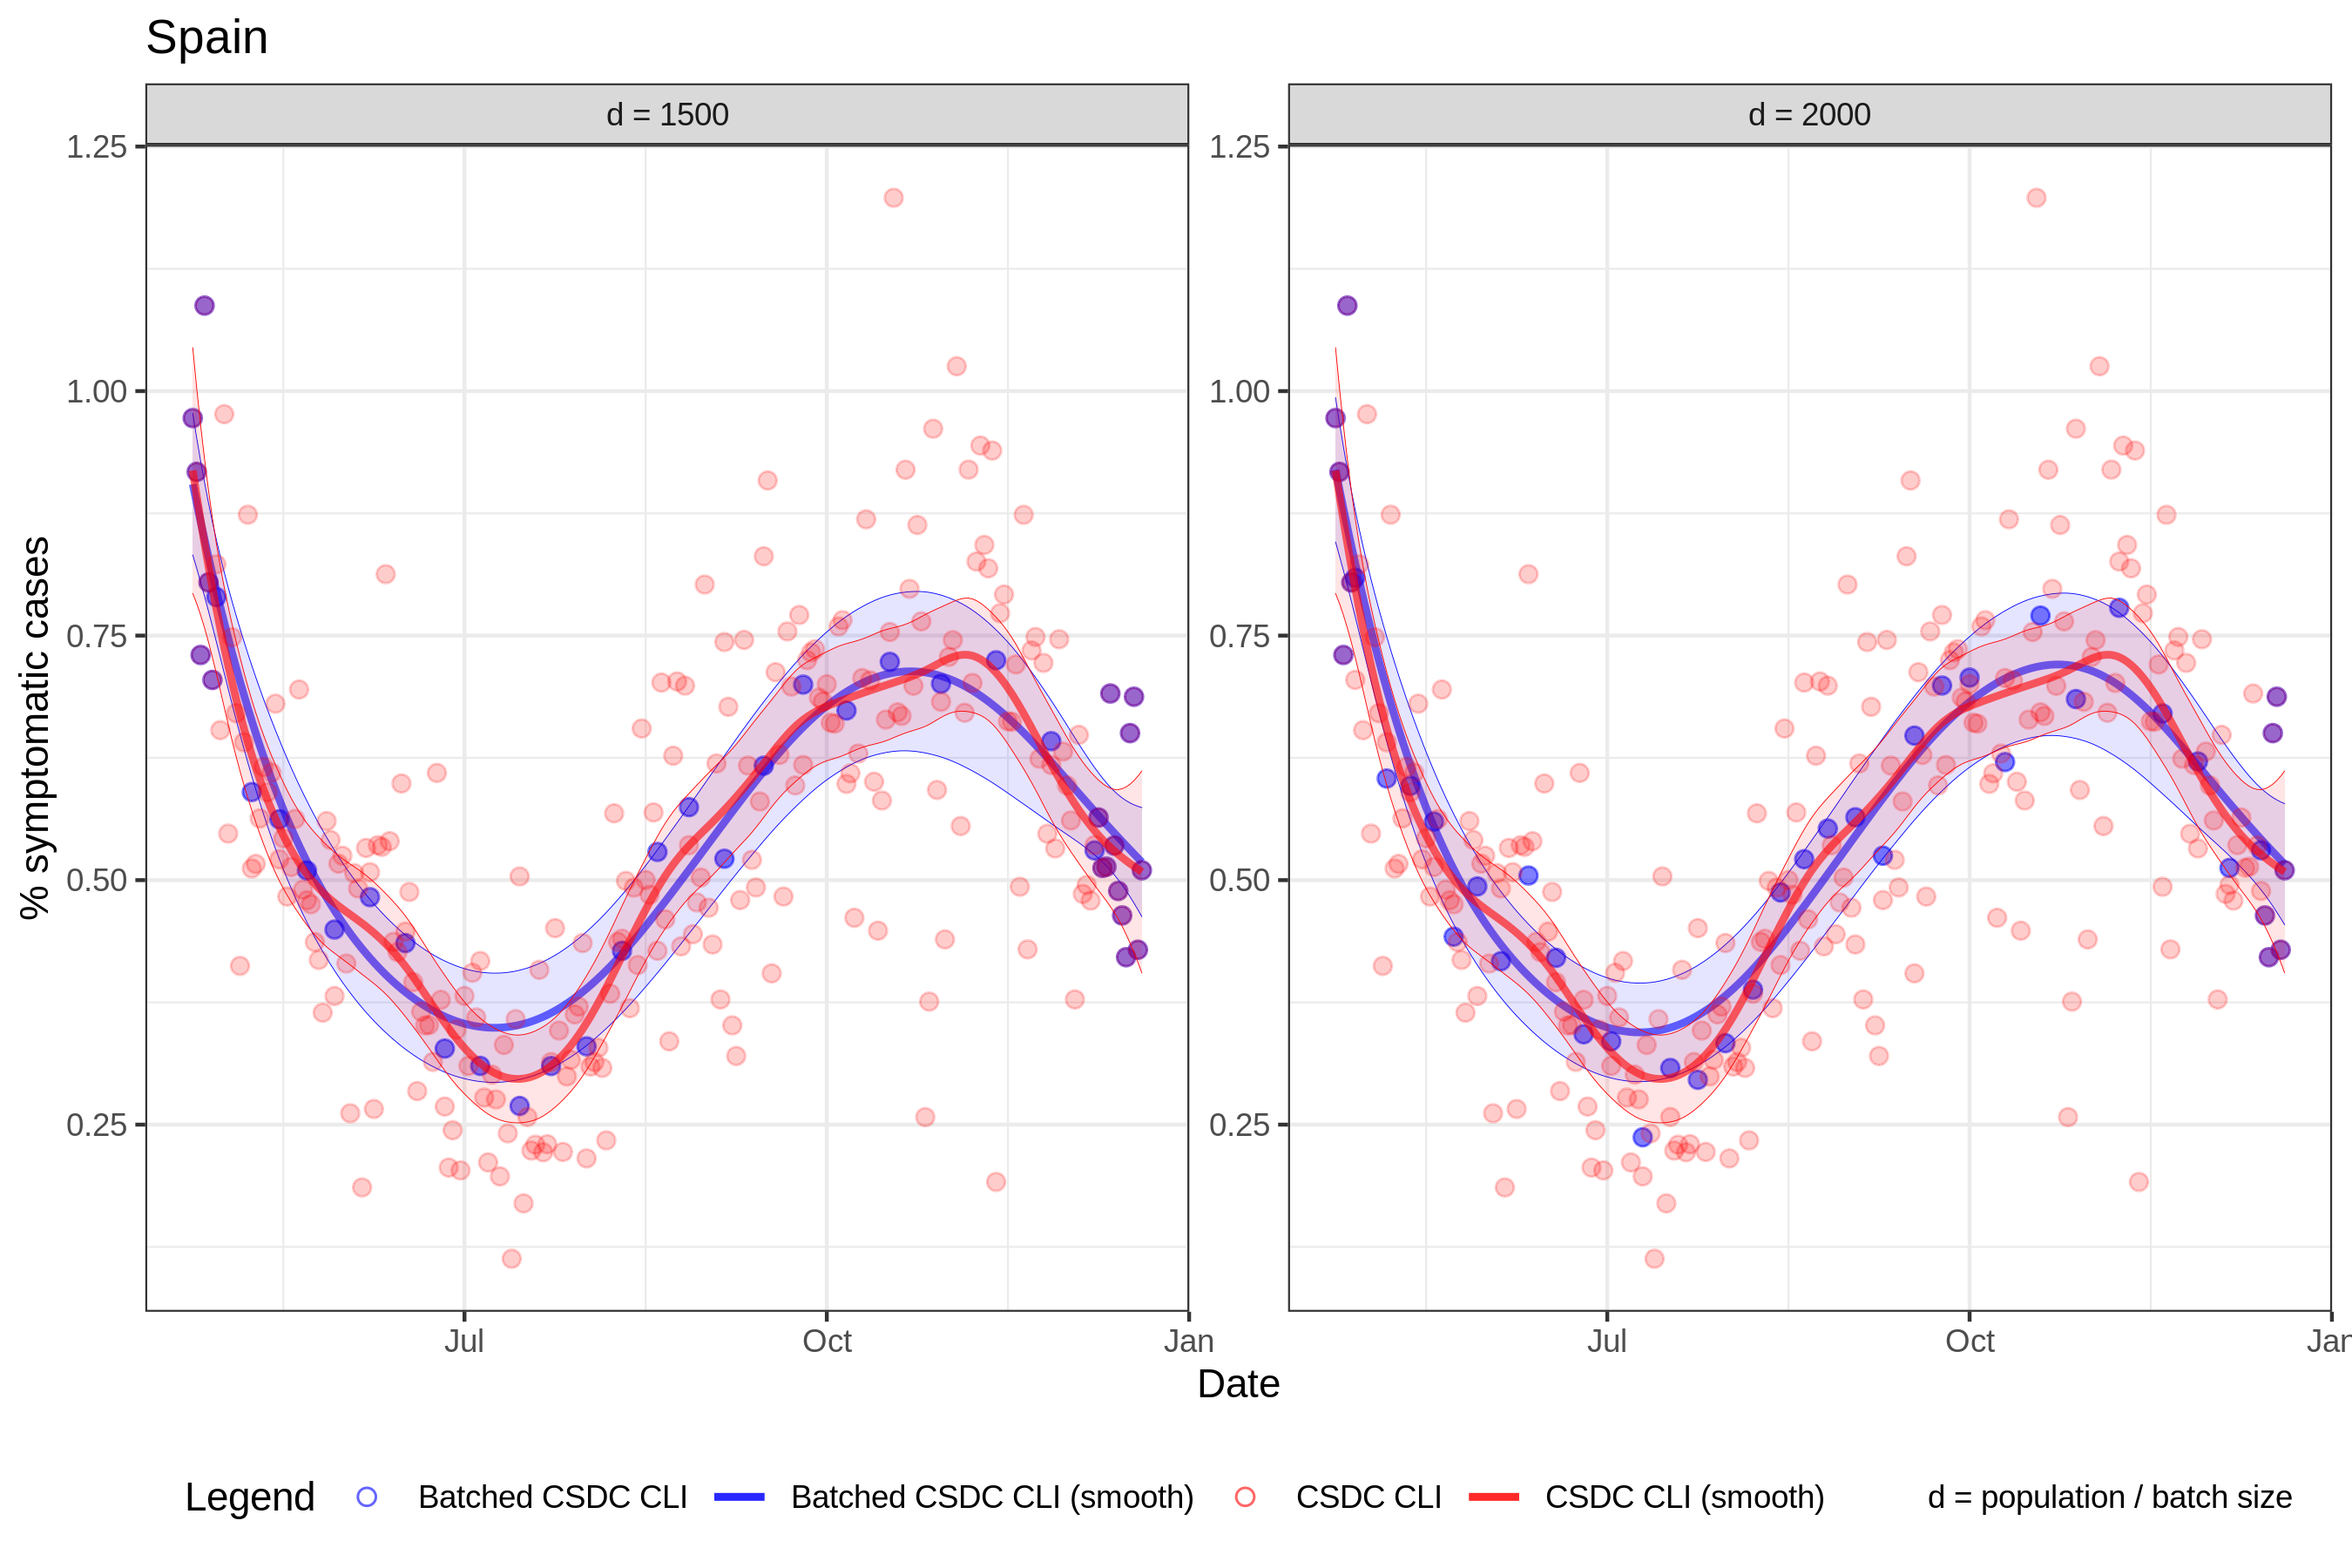 Spain
d = 1500
d = 2000
% symptomatic cases
1.25
1.00
0.75
0.50
0.25
1.25
1.00
0.75
0.50
0.25
Jul
Oct
Jan
Jul
Oct
Jan
Date
Legend
Batched CSDC CLI
Batched CSDC CLI (smooth)
CSDC CLI
CSDC CLI (smooth)
d = population / batch size